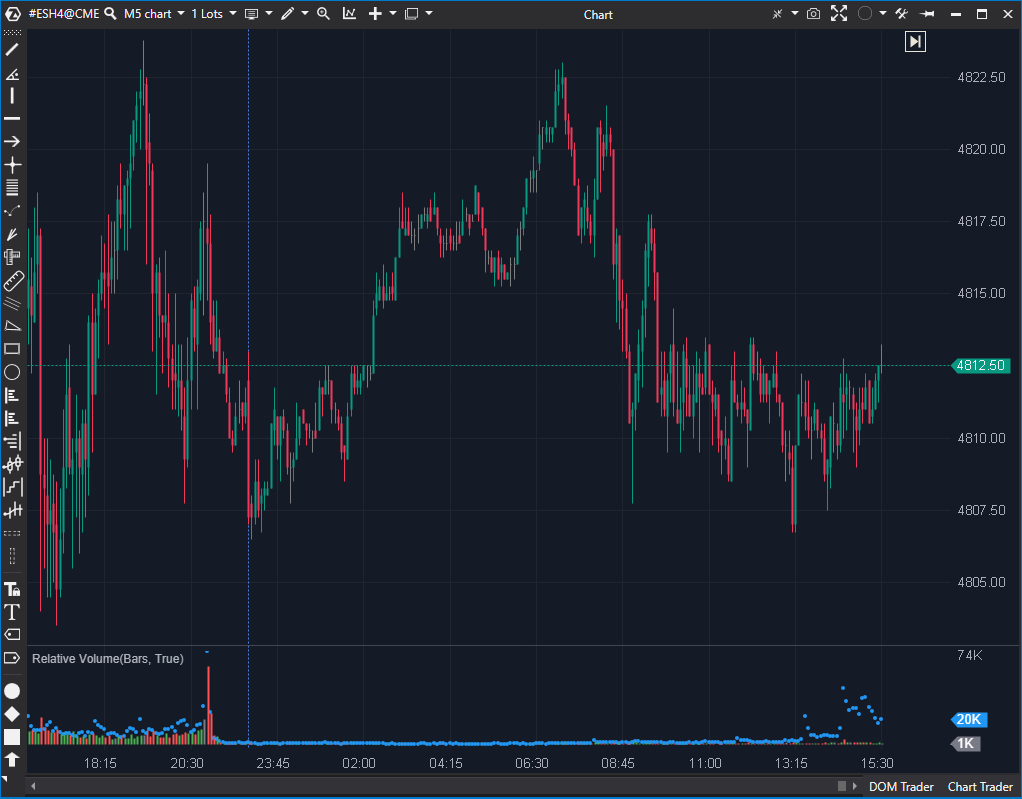 #ESH4@CME M5 chart 1 Lots Chart
4822.50
4820.00
4817.50
4815.00
4812.50
4810.00
4807.50
4805.00
T
T
Relative Volume(Bars, True)
74K
20K
1K
18:15 20:30 23:45 02:00 04:15 06:30 08:45 11:00 13:15 15:30
DOM Trader Chart Trader